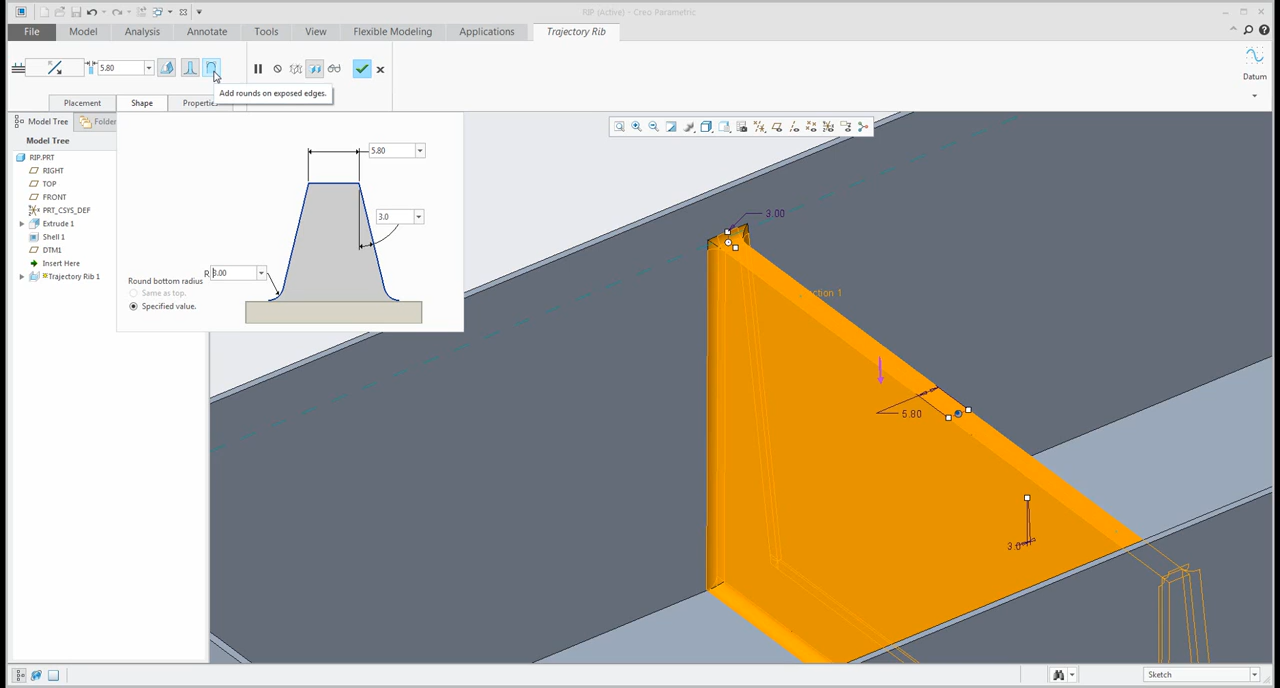 RIP (Active) - Creo Parametric
File Model Analysis Annotate Tools View Flexible Modeling Applications Trajectory Rib
5.80
Add rounds on exposed edges.
Datum
Placement Shape Properties
Model Tree Folder
Model Tree
RIP.PRT
RIGHT
TOP
FRONT
PRT_CSYS_DEF
Extrude 1
Shell 1
DTM1
Insert Here
Trajectory Rib 1
5.80
3.0
R 3.00
Round bottom radius
Same as top.
Specified value.
3.00
ction 1
5.80
3.0
Sketch